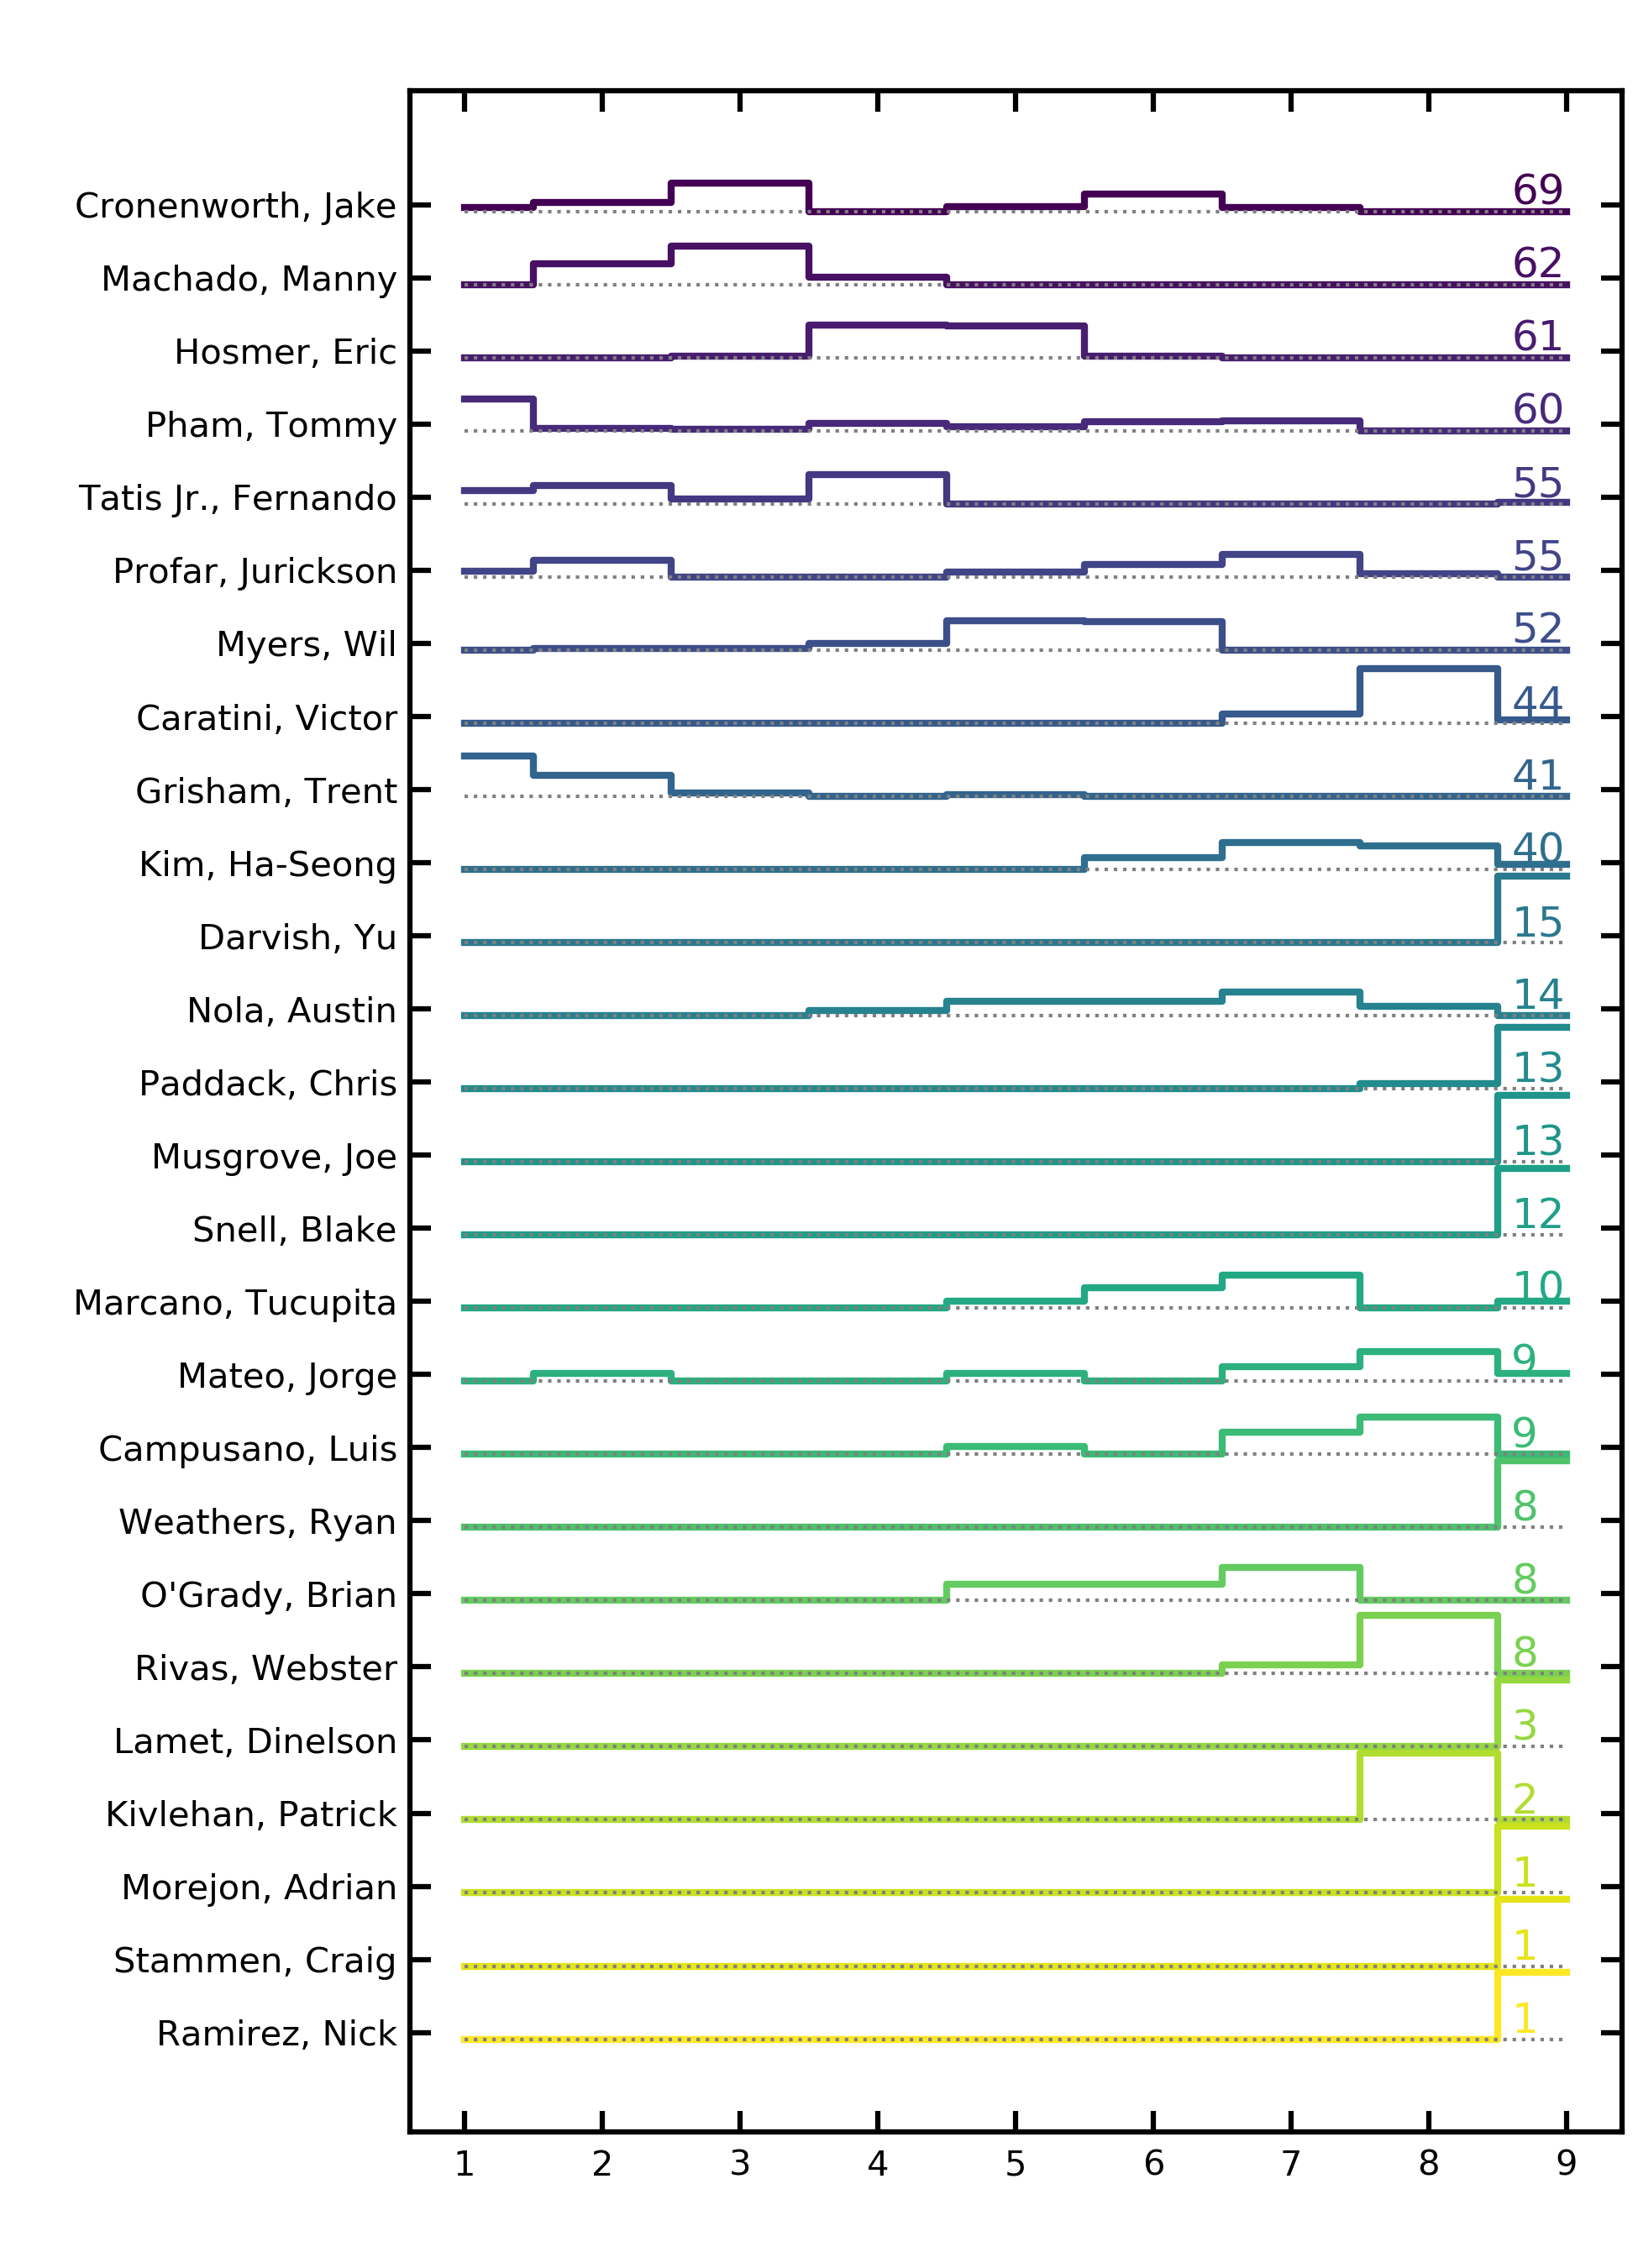 Cronenworth, Jake 69
Machado, Manny 62
Hosmer, Eric 61
Pham, Tommy 60
Tatis Jr., Fernando 55
Profar, Jurickson 55
Myers, Wil 52
Caratini, Victor 44
Grisham, Trent 41
Kim, Ha-Seong 40
Darvish, Yu 15
Nola, Austin 14
Paddack, Chris 13
Musgrove, Joe 13
Snell, Blake 12
Marcano, Tucupita 10
Mateo, Jorge 9
Campusano, Luis 9
Weathers, Ryan 8
O'Grady, Brian 8
Rivas, Webster 8
Lamet, Dinelson 3
Kivlehan, Patrick 2
Morejon, Adrian 1
Stammen, Craig 1
Ramirez, Nick 1
1 2 3 4 5 6 7 8 9